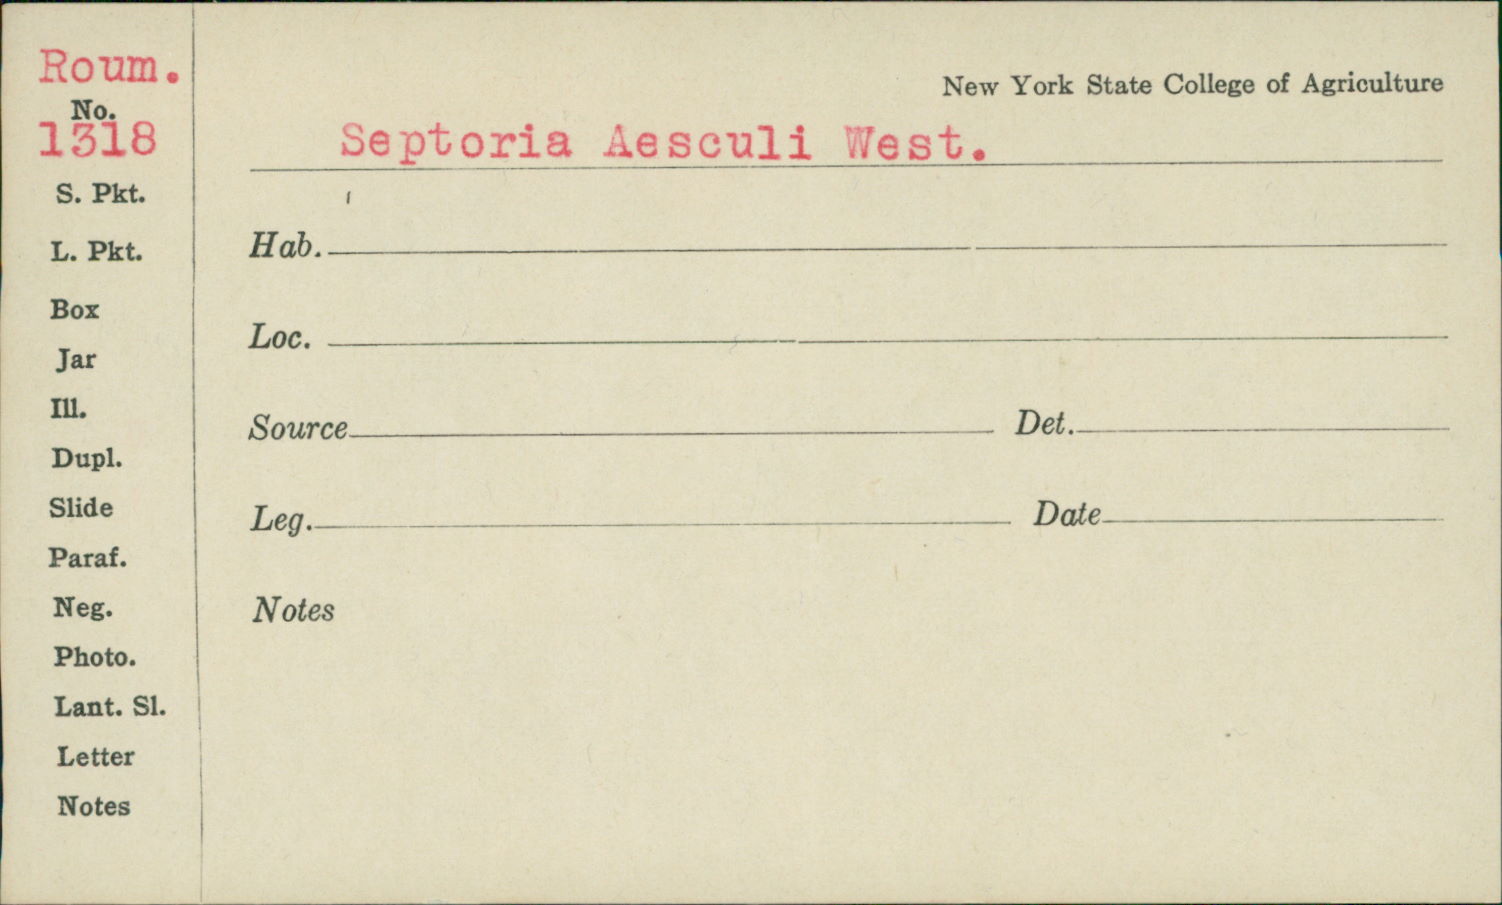 Roum.
No.
1318
S. Pkt.
L. Pkt.
Box
Jar
Ill.
Dupl.
Slide
Paraf.
Neg.
Photo.
Lant. Sl.
Letter
Notes
New York State College of Agriculture
Septoria Aesculi West.
Hab.
Loc.
Source Det.
Leg. Date
Notes